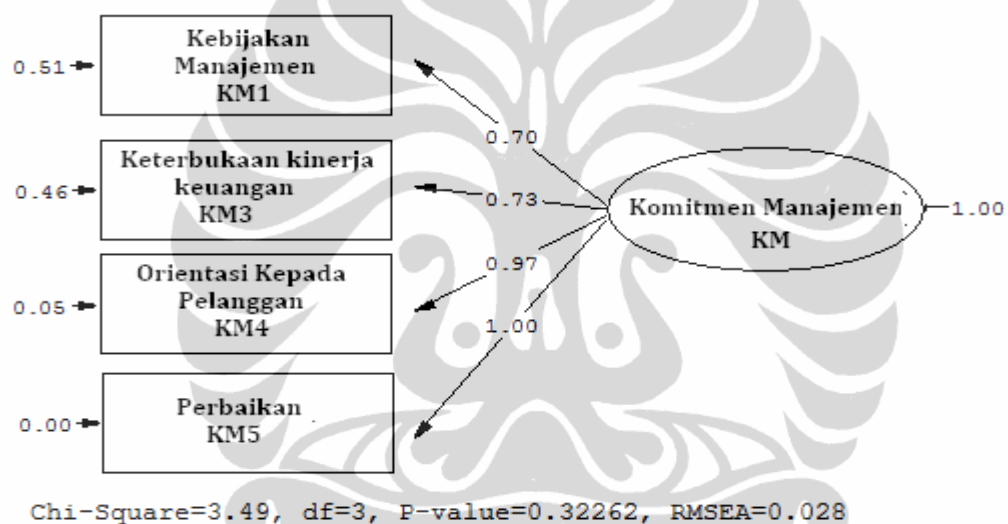 Kebijakan
Manajemen
KM1
0.51
0.70
Keterbukaan kinerja
keuangan
KM3
0.46
0.73
Komitmen Manajemen
KM
1.00
Orientasi Kepada
Pelanggan
KM4
0.05
0.97
1.00
Perbaikan
KM5
0.00
Chi-Square=3.49, df=3, P-value=0.32262, RMSEA=0.028